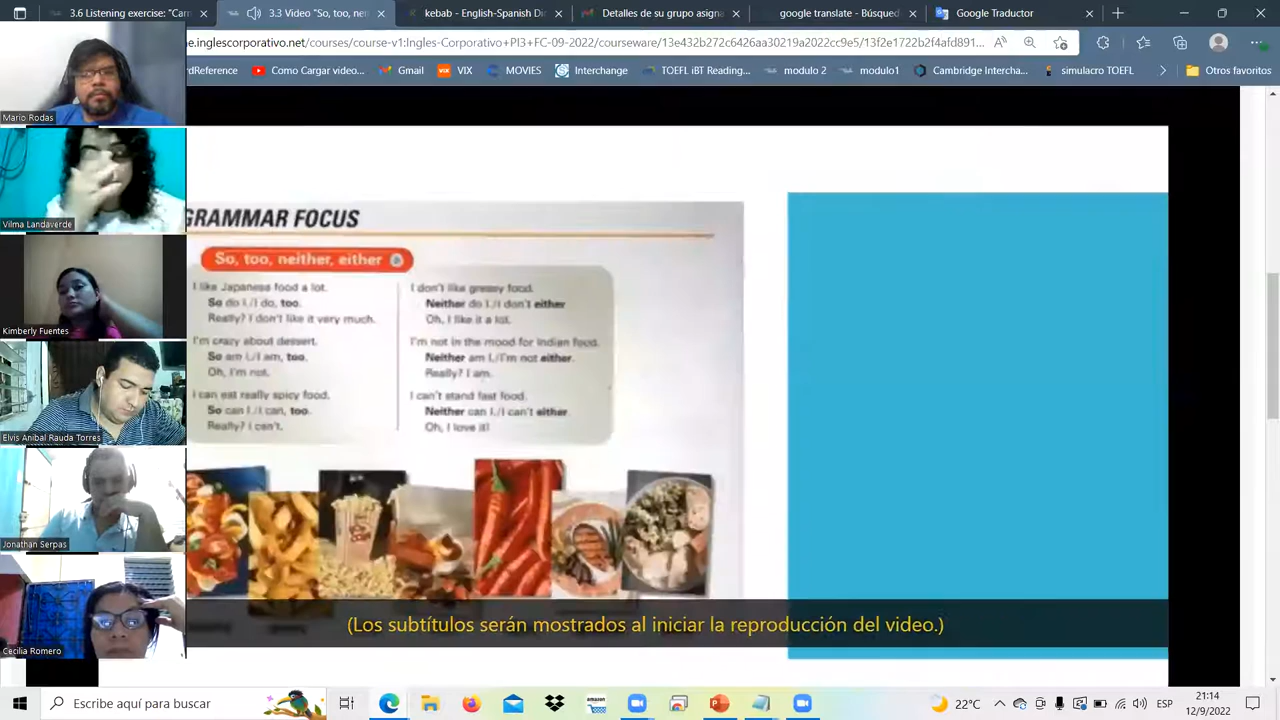 3.6 Listening Exercise: "Can
3.3 Video "So, too, nei
kebab | English-Spanish Di
Detalles de su grupo asign
google translate - Búsqued
Google Traductor
e.inglescorporativo.net/courses/course-v1:Ingles-Corporativo+PI3+FC-09-2022/courseware/
rdReference
Como Cargar video...
Gmail
VIX
MOVIES
Interchange
TOEFL iBT Reading...
modulo 2
modulo1
Cambridge Intercha...
simulacro TOEFL
Otros favoritos
Mario Rodas
Vilma Landaverde
Kimberly Fuentes
Elvis Anibal Rauda Torres
Jonathan Serpas
Cecilia Romero
GRAMMAR FOCUS
So, too, neither, either
I like Japanese food a lot.
So do I./I do, too.
Really? I don't like it very much.
I'm crazy about dessert.
So am I./I am, too.
Oh, I'm not.
I can eat really spicy food.
So can I./I can, too.
Really? I can't.
I don't like greasy food.
Neither do I./I don't either
Oh, I like it a lot.
I'm not in the mood for Indian food.
Neither am I./I'm not either.
Really? I am.
I can't stand fast food.
Neither can I./I can't either.
Oh, I love it!
(Los subtítulos serán mostrados al iniciar la reproducción del video.)
Escribe aquí para buscar
amazon
22°C
ESP
21:14
12/9/2022